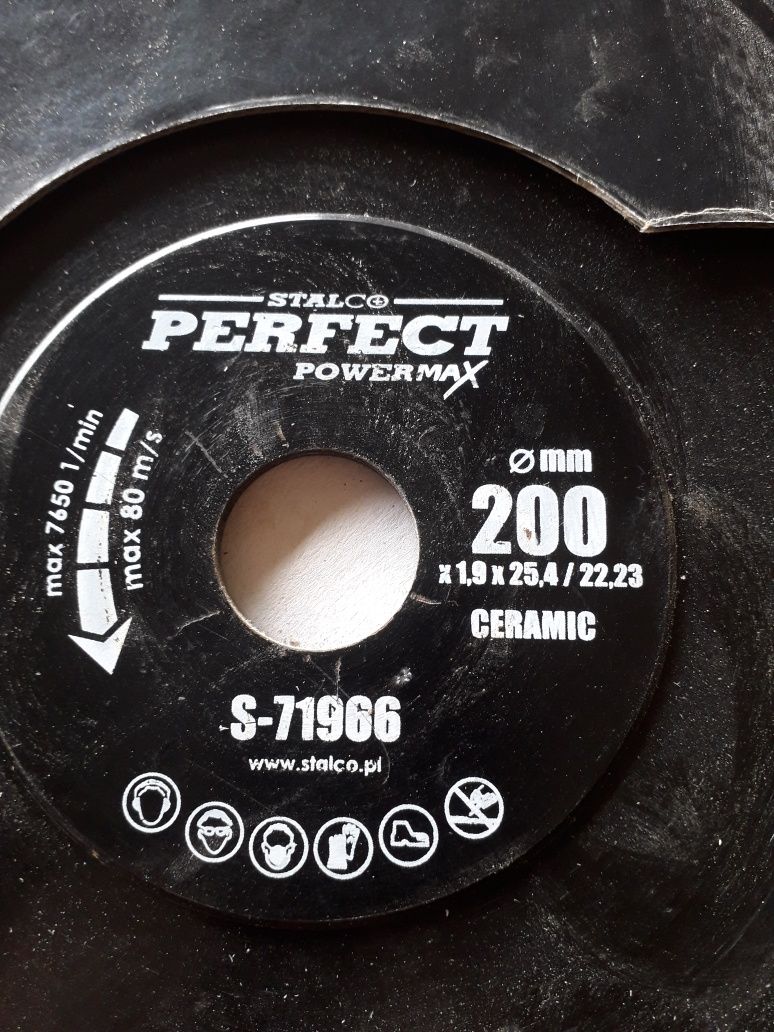 STALCO
PERFECT
POWERMAX
max 7650 1/min
max 80 m/s
ø mm
200
x 1,9 x 25,4 / 22,23
CERAMIC
S-71966
www.stalco.pl